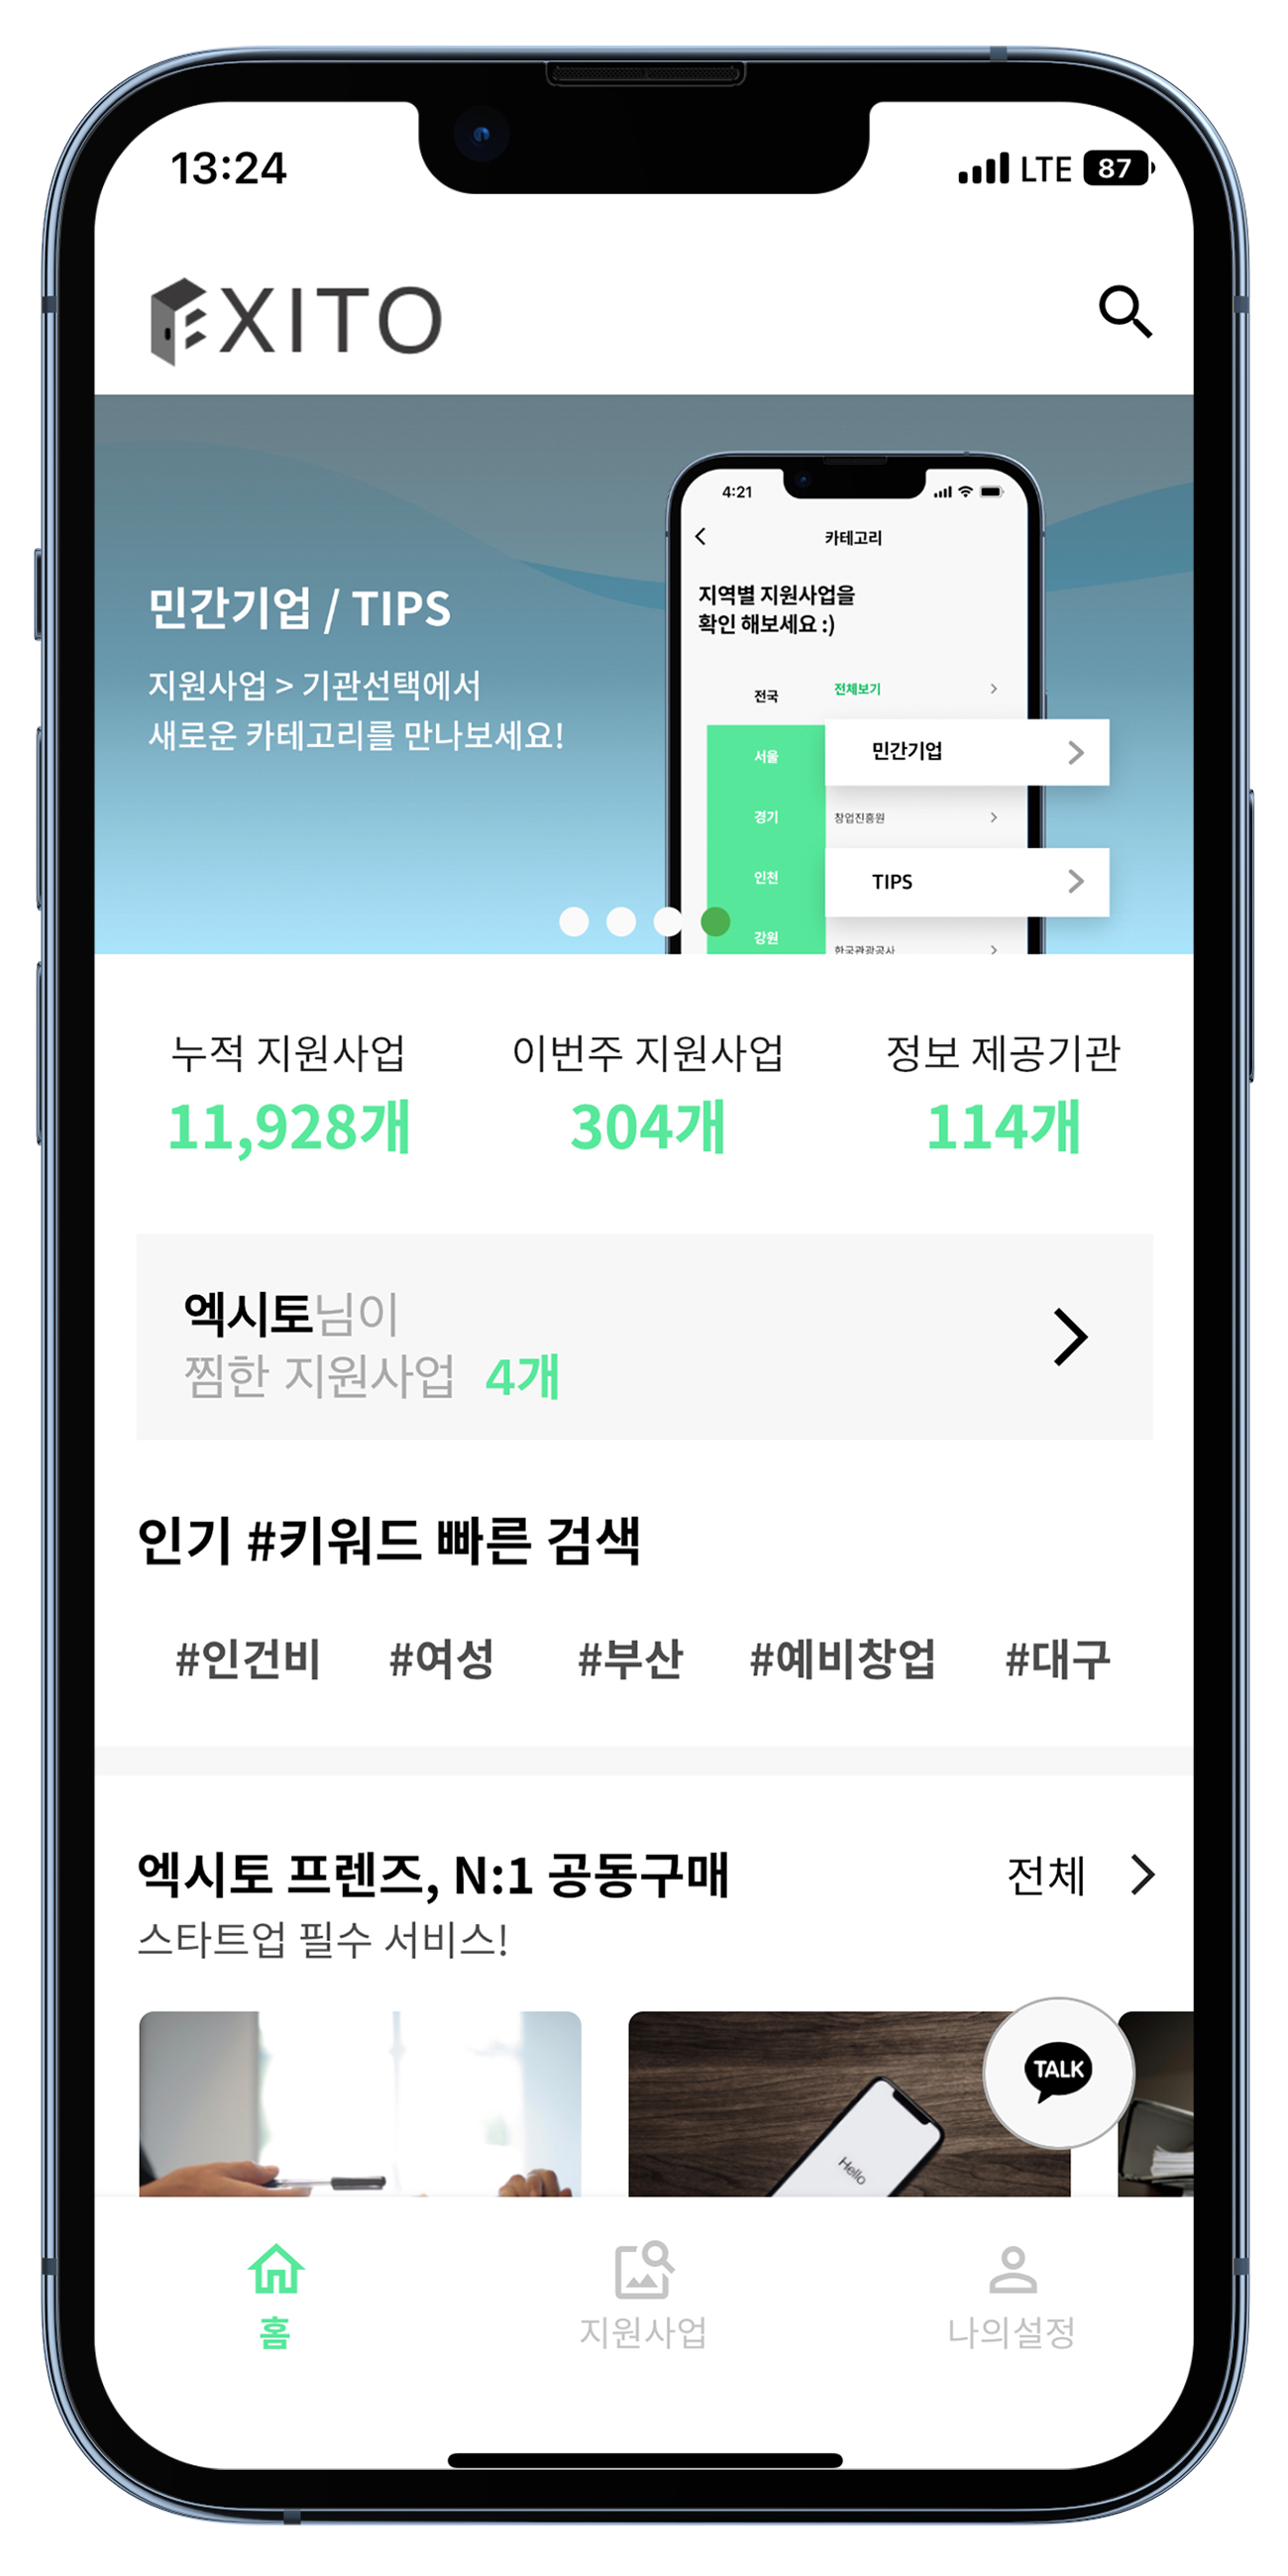 13:24
LTE 87
EXITO
4:21
카테고리
지역별 지원사업을
확인 해보세요 :)
민간기업 / TIPS
지원사업 > 기관선택에서
새로운 카테고리를 만나보세요!
전국
전체보기
서울
민간기업
경기
창업진흥원
인천
TIPS
강원
한국관광공사
누적 지원사업
11,928개
이번주 지원사업
304개
정보 제공기관
114개
엑시토님이
찜한 지원사업 4개
인기 #키워드 빠른 검색
#인건비 #여성 #부산 #예비창업 #대구
엑시토 프렌즈, N:1 공동구매
전체
스타트업 필수 서비스!
TALK
Hello
홈
지원사업
나의설정